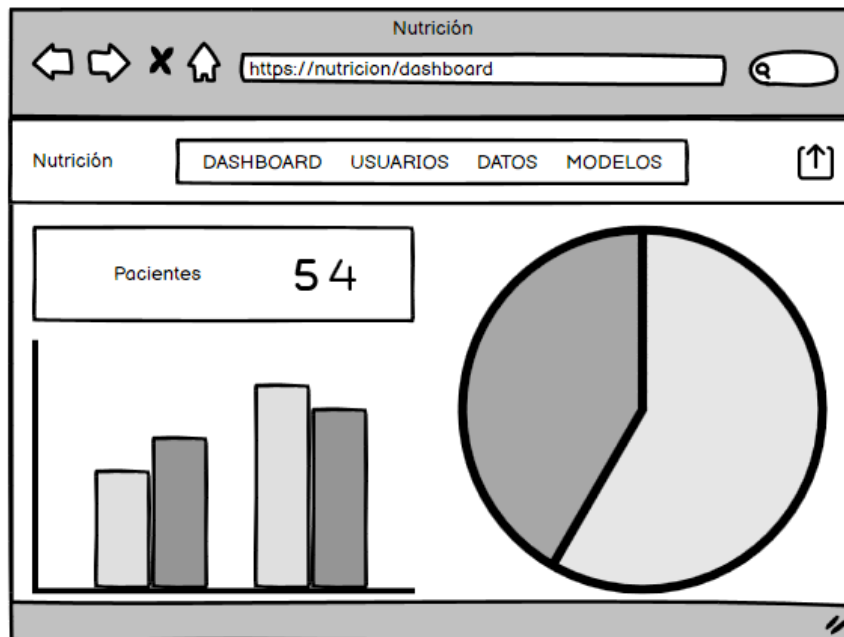 Nutrición
https://nutricion/dashboard
Nutrición DASHBOARD USUARIOS DATOS MODELOS
Pacientes 54